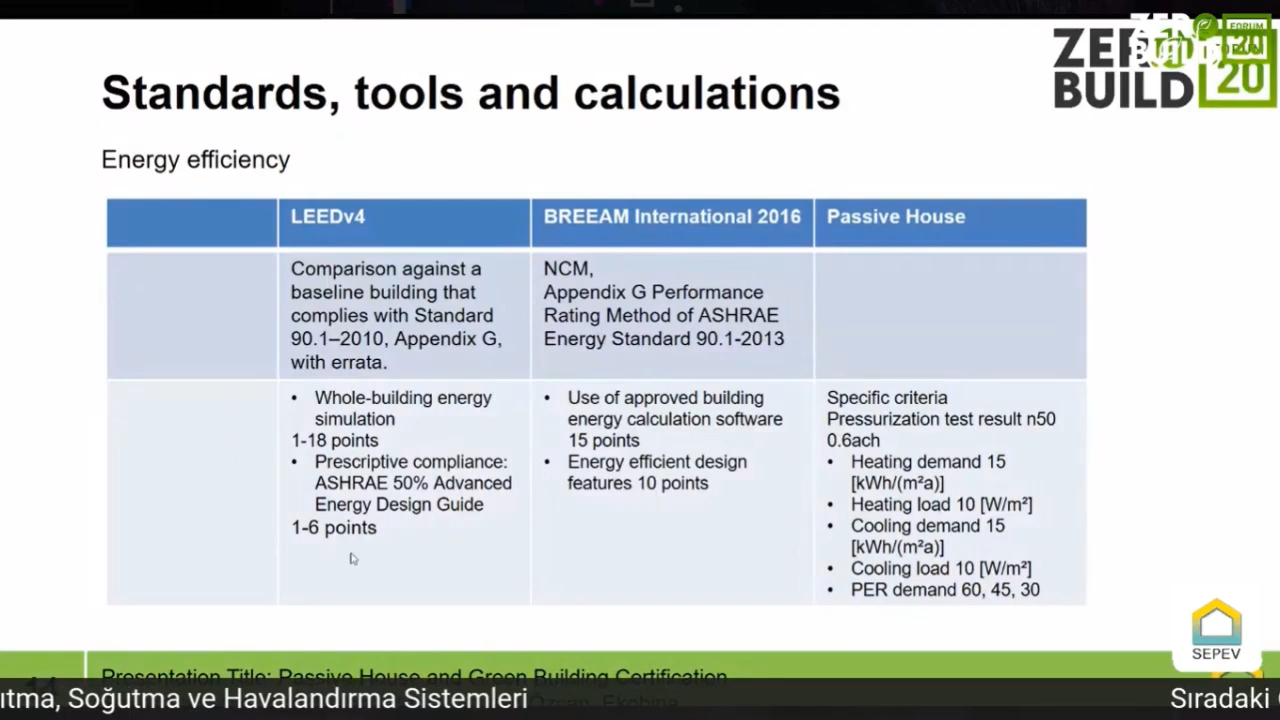 ZERO
BUILD
FORUM
20
20
Standards, tools and calculations
Energy efficiency
LEEDv4
BREEAM International 2016
Passive House
Comparison against a
baseline building that
complies with Standard
90.1–2010, Appendix G,
with errata.
NCM,
Appendix G Performance
Rating Method of ASHRAE
Energy Standard 90.1-2013
• Whole-building energy
simulation
1-18 points
• Prescriptive compliance:
ASHRAE 50% Advanced
Energy Design Guide
1-6 points
• Use of approved building
energy calculation software
15 points
• Energy efficient design
features 10 points
Specific criteria
Pressurization test result n50
0.6ach
• Heating demand 15
[kWh/(m²a)]
• Heating load 10 [W/m²]
• Cooling demand 15
[kWh/(m²a)]
• Cooling load 10 [W/m²]
• PER demand 60, 45, 30
SEPEV
Presentation Title: Passive House and Green Building Certification
ıtma, Soğutma ve Havalandırma Sistemleri
Sıradaki